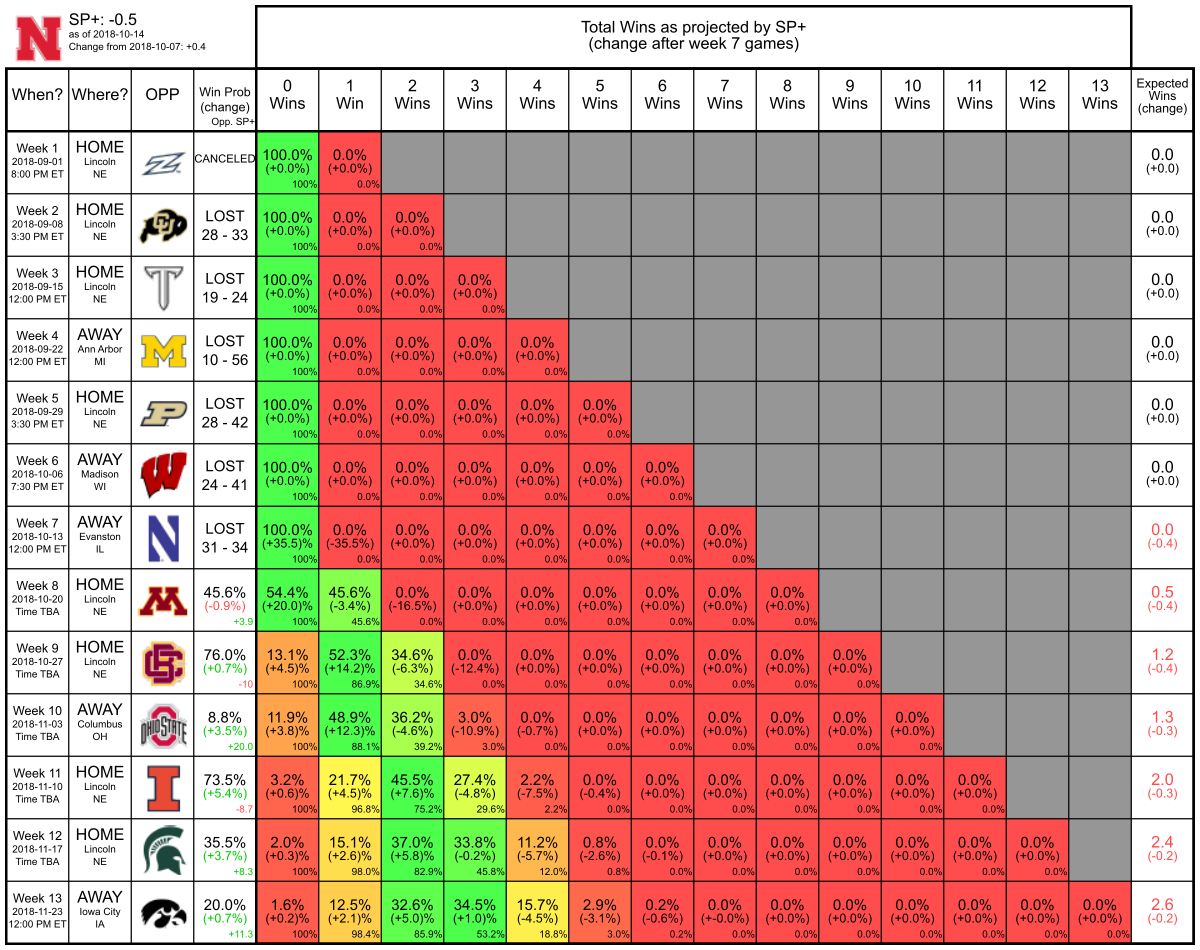 SP+: -0.5
as of 2018-10-14
Change from 2018-10-07: +0.4
Total Wins as projected by SP+
(change after week 7 games)
When? Where? OPP Win Prob (change) Opp. SP+ 0 Wins 1 Win 2 Wins 3 Wins 4 Wins 5 Wins 6 Wins 7 Wins 8 Wins 9 Wins 10 Wins 11 Wins 12 Wins 13 Wins Expected Wins (change)
Week 1 HOME 100.0% 0.0% 0.0
2018-09-01 Lincoln CANCELED (+0.0%) (+0.0%) (+0.0)
8:00 PM ET NE 100% 0.0%
Week 2 HOME LOST 100.0% 0.0% 0.0% 0.0
2018-09-08 Lincoln 28 - 33 (+0.0%) (+0.0%) (+0.0%) (+0.0)
3:30 PM ET NE 100% 0.0% 0.0%
Week 3 HOME LOST 100.0% 0.0% 0.0% 0.0% 0.0
2018-09-15 Lincoln 19 - 24 (+0.0%) (+0.0%) (+0.0%) (+0.0%) (+0.0)
12:00 PM ET NE 100% 0.0% 0.0% 0.0%
Week 4 AWAY LOST 100.0% 0.0% 0.0% 0.0% 0.0% 0.0
2018-09-22 Ann Arbor 10 - 56 (+0.0%) (+0.0%) (+0.0%) (+0.0%) (+0.0%) (+0.0)
12:00 PM ET MI 100% 0.0% 0.0% 0.0% 0.0%
Week 5 HOME LOST 100.0% 0.0% 0.0% 0.0% 0.0% 0.0% 0.0
2018-09-29 Lincoln 28 - 42 (+0.0%) (+0.0%) (+0.0%) (+0.0%) (+0.0%) (+0.0%) (+0.0)
3:30 PM ET NE 100% 0.0% 0.0% 0.0% 0.0% 0.0%
Week 6 AWAY LOST 100.0% 0.0% 0.0% 0.0% 0.0% 0.0% 0.0% 0.0
2018-10-06 Madison 24 - 41 (+0.0%) (+0.0%) (+0.0%) (+0.0%) (+0.0%) (+0.0%) (+0.0%) (+0.0)
7:30 PM ET WI 100% 0.0% 0.0% 0.0% 0.0% 0.0% 0.0%
Week 7 AWAY LOST 100.0% 0.0% 0.0% 0.0% 0.0% 0.0% 0.0% 0.0% 0.0
2018-10-13 Evanston 31 - 34 (+35.5)% (-35.5%) (+0.0%) (+0.0%) (+0.0%) (+0.0%) (+0.0%) (+0.0%) (-0.4)
12:00 PM ET IL 100% 0.0% 0.0% 0.0% 0.0% 0.0% 0.0% 0.0%
Week 8 HOME 45.6% 54.4% 45.6% 0.0% 0.0% 0.0% 0.0% 0.0% 0.0% 0.0% 0.5
2018-10-20 Lincoln (-0.9%) (+20.0)% (-3.4%) (-16.5%) (+0.0%) (+0.0%) (+0.0%) (+0.0%) (+0.0%) (+0.0%) (-0.4)
Time TBA NE +3.9 100% 45.6% 0.0% 0.0% 0.0% 0.0% 0.0% 0.0% 0.0%
Week 9 HOME 76.0% 13.1% 52.3% 34.6% 0.0% 0.0% 0.0% 0.0% 0.0% 0.0% 0.0% 1.2
2018-10-27 Lincoln (+0.7%) (+4.5)% (+14.2)% (-6.3%) (-12.4%) (+0.0%) (+0.0%) (+0.0%) (+0.0%) (+0.0%) (+0.0%) (-0.4)
Time TBA NE -10 100% 86.9% 34.6% 0.0% 0.0% 0.0% 0.0% 0.0% 0.0% 0.0%
Week 10 AWAY OHIO STATE 8.8% 11.9% 48.9% 36.2% 3.0% 0.0% 0.0% 0.0% 0.0% 0.0% 0.0% 0.0% 1.3
2018-11-03 Columbus (+3.5%) (+3.8)% (+12.3)% (-4.6%) (-10.9%) (-0.7%) (+0.0%) (+0.0%) (+0.0%) (+0.0%) (+0.0%) (+0.0%) (-0.3)
Time TBA OH +20.0 100% 88.1% 39.2% 3.0% 0.0% 0.0% 0.0% 0.0% 0.0% 0.0% 0.0%
Week 11 HOME 73.5% 3.2% 21.7% 45.5% 27.4% 2.2% 0.0% 0.0% 0.0% 0.0% 0.0% 0.0% 0.0% 2.0
2018-11-10 Lincoln (+5.4%) (+0.6)% (+4.5)% (+7.6)% (-4.8%) (-7.5%) (-0.4%) (+0.0%) (+0.0%) (+0.0%) (+0.0%) (+0.0%) (+0.0%) (-0.3)
Time TBA NE -8.7 100% 96.8% 75.2% 29.6% 2.2% 0.0% 0.0% 0.0% 0.0% 0.0% 0.0% 0.0%
Week 12 HOME 35.5% 2.0% 15.1% 37.0% 33.8% 11.2% 0.8% 0.0% 0.0% 0.0% 0.0% 0.0% 0.0% 0.0% 2.4
2018-11-17 Lincoln (+3.7%) (+0.3)% (+2.6)% (+5.8)% (-0.2%) (-5.7%) (-2.6%) (-0.1%) (+0.0%) (+0.0%) (+0.0%) (+0.0%) (+0.0%) (+0.0%) (-0.2)
Time TBA NE +8.3 100% 98.0% 82.9% 45.8% 12.0% 0.8% 0.0% 0.0% 0.0% 0.0% 0.0% 0.0% 0.0%
Week 13 AWAY 20.0% 1.6% 12.5% 32.6% 34.5% 15.7% 2.9% 0.2% 0.0% 0.0% 0.0% 0.0% 0.0% 0.0% 0.0% 2.6
2018-11-23 Iowa City (+0.7%) (+0.2)% (+2.1)% (+5.0)% (+1.0)% (-4.5%) (-3.1%) (-0.6%) (+-0.0%) (+0.0%) (+0.0%) (+0.0%) (+0.0%) (+0.0%) (+0.0%) (-0.2)
12:00 PM ET IA +11.3 100% 98.4% 85.9% 53.2% 18.8% 3.0% 0.2% 0.0% 0.0% 0.0% 0.0% 0.0% 0.0% 0.0%